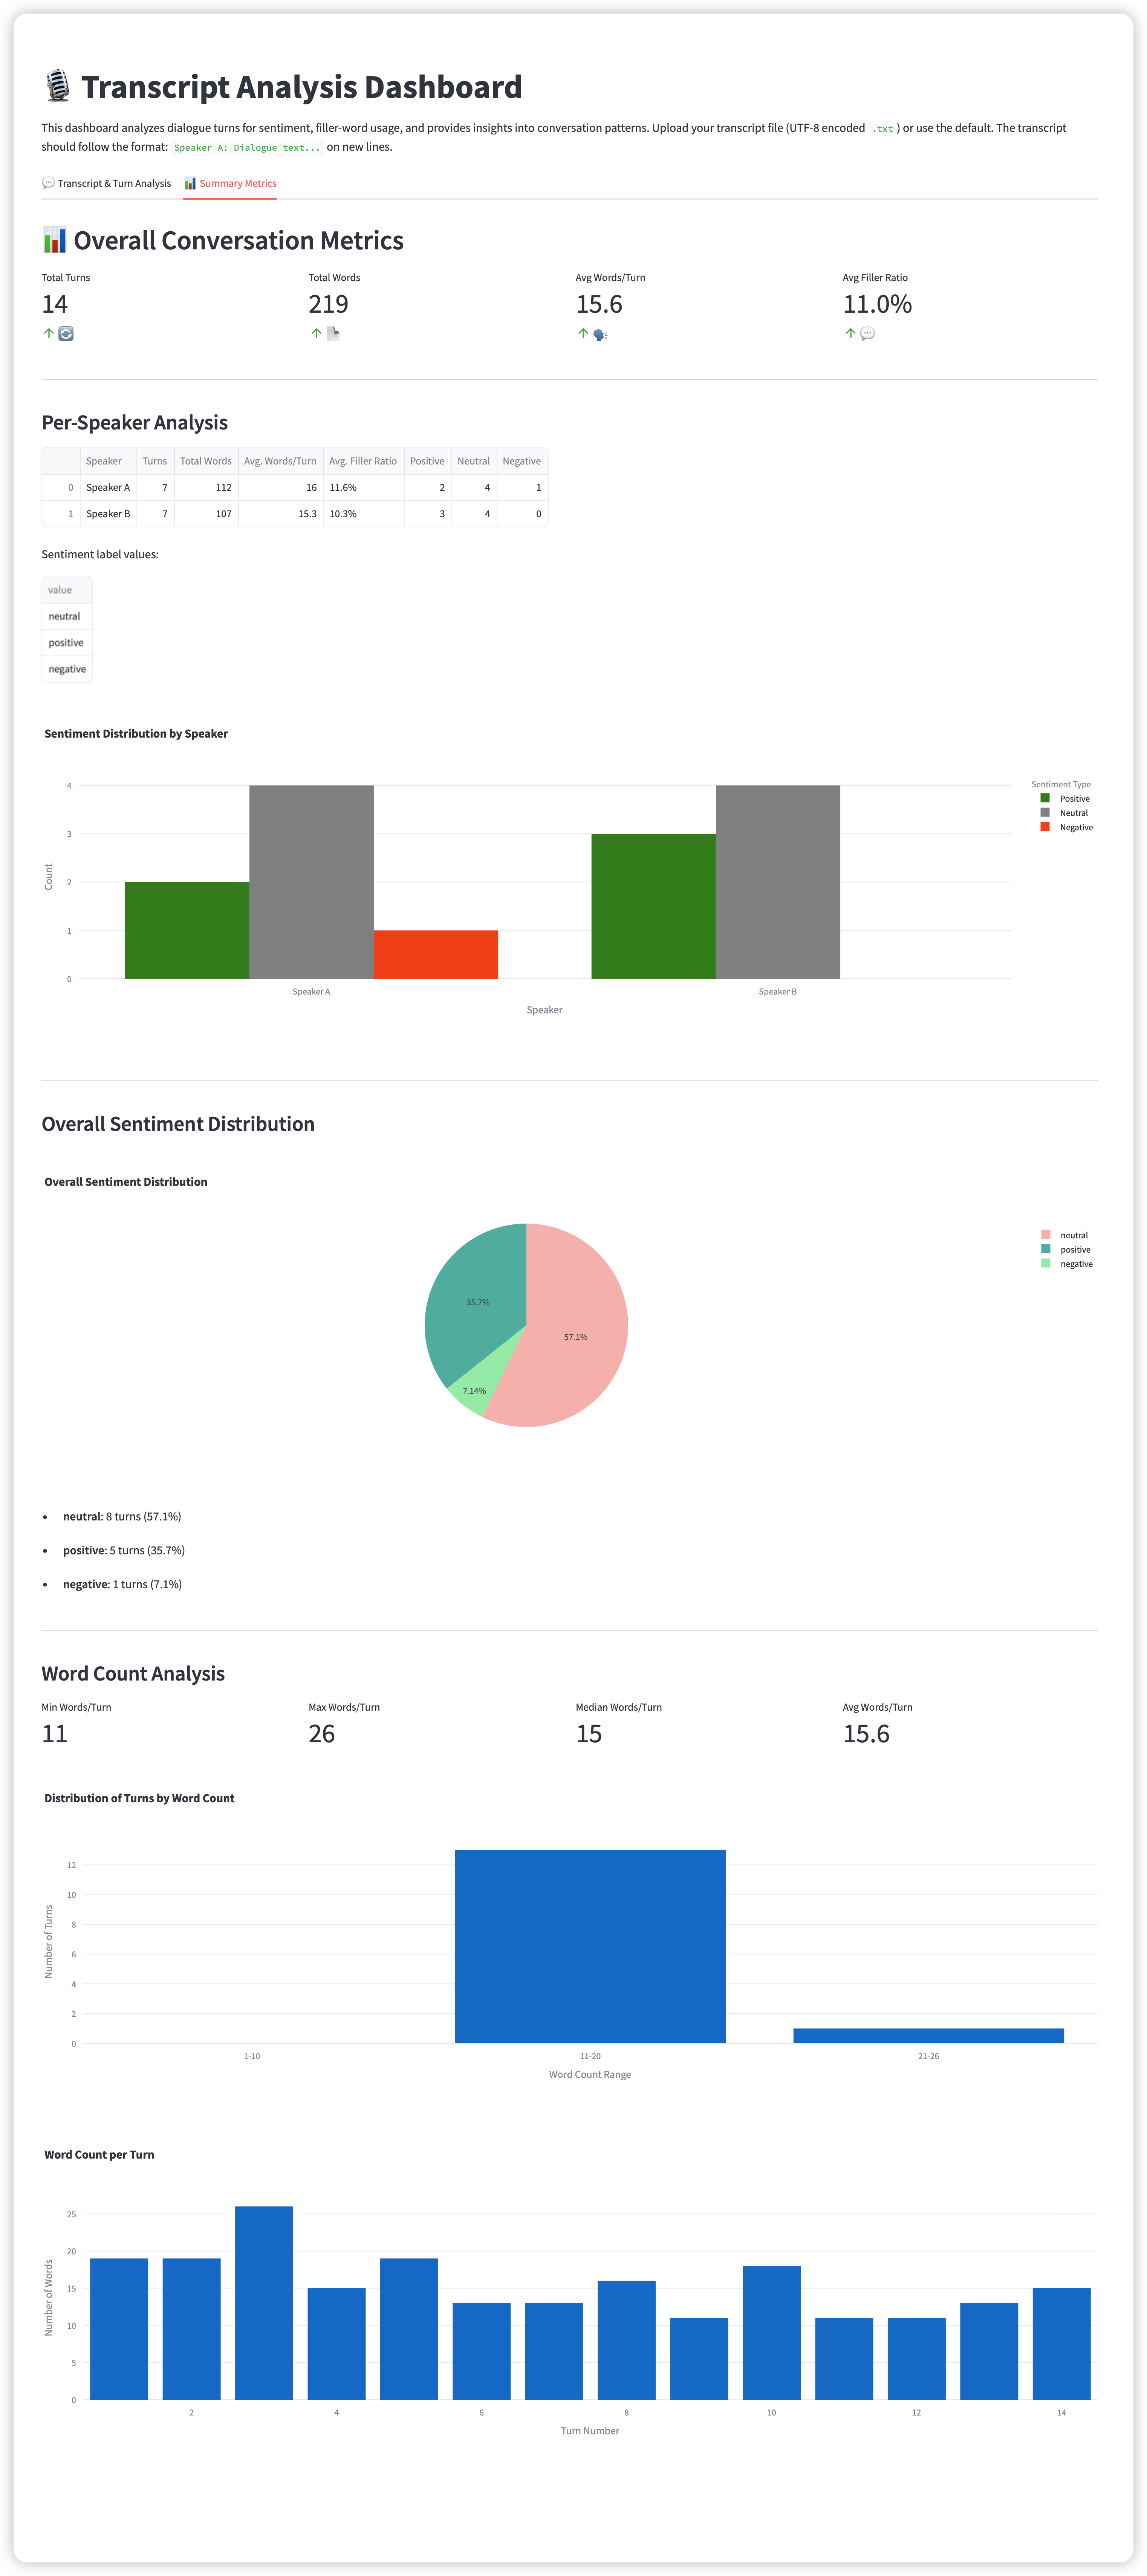 Transcript Analysis Dashboard
This dashboard analyzes dialogue turns for sentiment, filler-word usage, and provides insights into conversation patterns. Upload your transcript file (UTF-8 encoded .txt ) or use the default. The transcript
should follow the format: Speaker A: Dialogue text... on new lines.
Transcript & Turn Analysis Summary Metrics
Overall Conversation Metrics
Total Turns Total Words Avg Words/Turn Avg Filler Ratio
14 219 15.6 11.0%
Per-Speaker Analysis
Speaker Turns Total Words Avg. Words/Turn Avg. Filler Ratio Positive Neutral Negative
0 Speaker A 7 112 16 11.6% 2 4 1
1 Speaker B 7 107 15.3 10.3% 3 4 0
Sentiment label values:
value
neutral
positive
negative
Sentiment Distribution by Speaker
Sentiment Type
Positive
Neutral
Negative
4
3
2
1
0
Count
Speaker A Speaker B
Speaker
Overall Sentiment Distribution
Overall Sentiment Distribution
neutral
positive
negative
35.7%
57.1%
7.14%
neutral: 8 turns (57.1%)
positive: 5 turns (35.7%)
negative: 1 turns (7.1%)
Word Count Analysis
Min Words/Turn Max Words/Turn Median Words/Turn Avg Words/Turn
11 26 15 15.6
Distribution of Turns by Word Count
12
10
8
6
4
2
0
Number of Turns
1-10 11-20 21-26
Word Count Range
Word Count per Turn
25
20
15
10
5
0
Number of Words
2 4 6 8 10 12 14
Turn Number